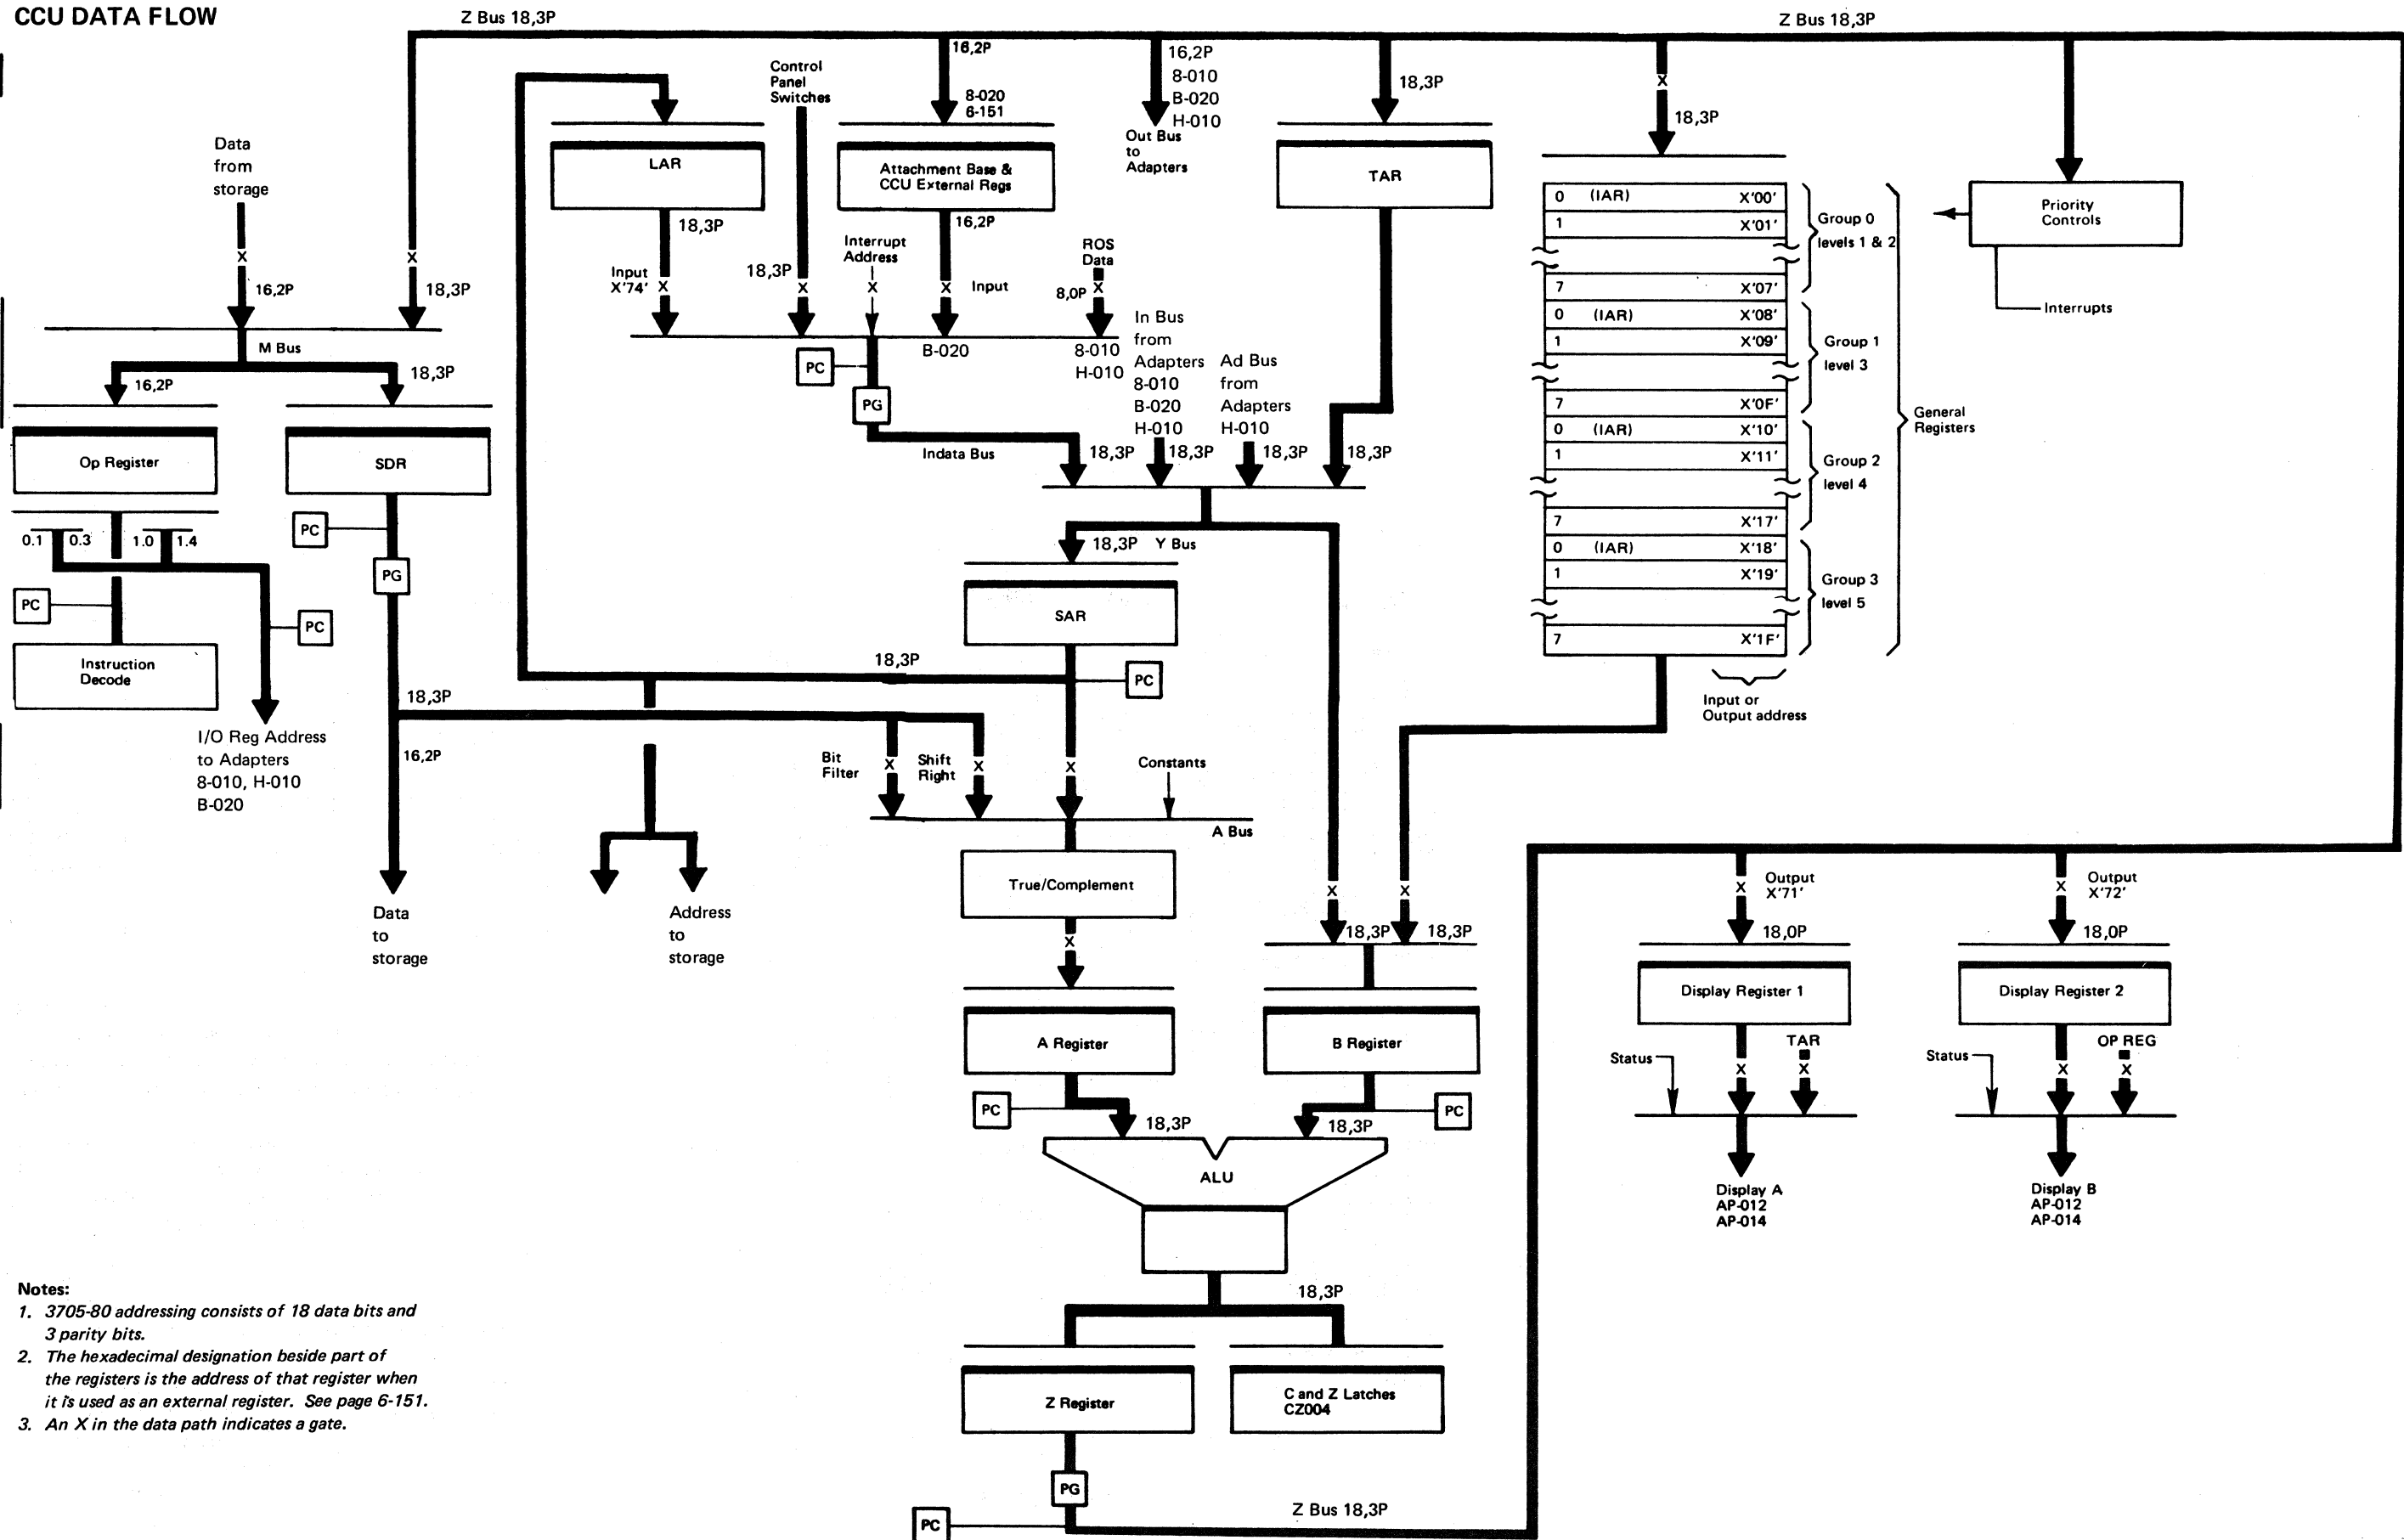 CCU DATA FLOW
Z Bus 18,3P
Z Bus 18,3P
16,2P
8-020
6-151
16,2P
8-010
B-020
H-010
Out Bus
to
Adapters
18,3P
X
18,3P
Control
Panel
Switches
Data
from
storage
X
16,2P
X
18,3P
LAR
18,3P
Input
X'74'
X
18,3P
X
Attachment Base &
CCU External Regs
16,2P
Interrupt
Address
X
X
Input
ROS
Data
8,0P
X
TAR
B-020
8-010
H-010
In Bus
from
Adapters
8-010
B-020
H-010
Ad Bus
from
Adapters
H-010
PC
PG
Indata Bus
18,3P
18,3P
18,3P
18,3P
M Bus
16,2P
18,3P
Op Register
SDR
0.1
0.3
1.0
1.4
PC
PG
PC
PC
Instruction
Decode
I/O Reg Address
to Adapters
8-010, H-010
B-020
18,3P
16,2P
Data
to
storage
Address
to
storage
18,3P
Y Bus
SAR
18,3P
PC
Bit
Filter
X
Shift
Right
X
X
Constants
A Bus
True/Complement
X
A Register
X
X
18,3P
18,3P
B Register
PC
18,3P
18,3P
PC
ALU
18,3P
Z Register
C and Z Latches
CZ004
PG
PC
Z Bus 18,3P
0 (IAR) X'00'
1 X'01'
7 X'07'
0 (IAR) X'08'
1 X'09'
7 X'0F'
0 (IAR) X'10'
1 X'11'
7 X'17'
0 (IAR) X'18'
1 X'19'
7 X'1F'
Group 0
levels 1 & 2
Group 1
level 3
Group 2
level 4
Group 3
level 5
General
Registers
Input or
Output address
Priority
Controls
Interrupts
X
Output
X'71'
18,0P
Display Register 1
Status
X
TAR
X
Display A
AP-012
AP-014
X
Output
X'72'
18,0P
Display Register 2
Status
X
OP REG
X
Display B
AP-012
AP-014
Notes:
1. 3705-80 addressing consists of 18 data bits and
3 parity bits.
2. The hexadecimal designation beside part of
the registers is the address of that register when
it is used as an external register. See page 6-151.
3. An X in the data path indicates a gate.